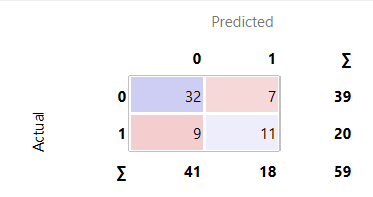 Predicted
0 1 ∑
0 32 7 39
Actual
1 9 11 20
∑ 41 18 59